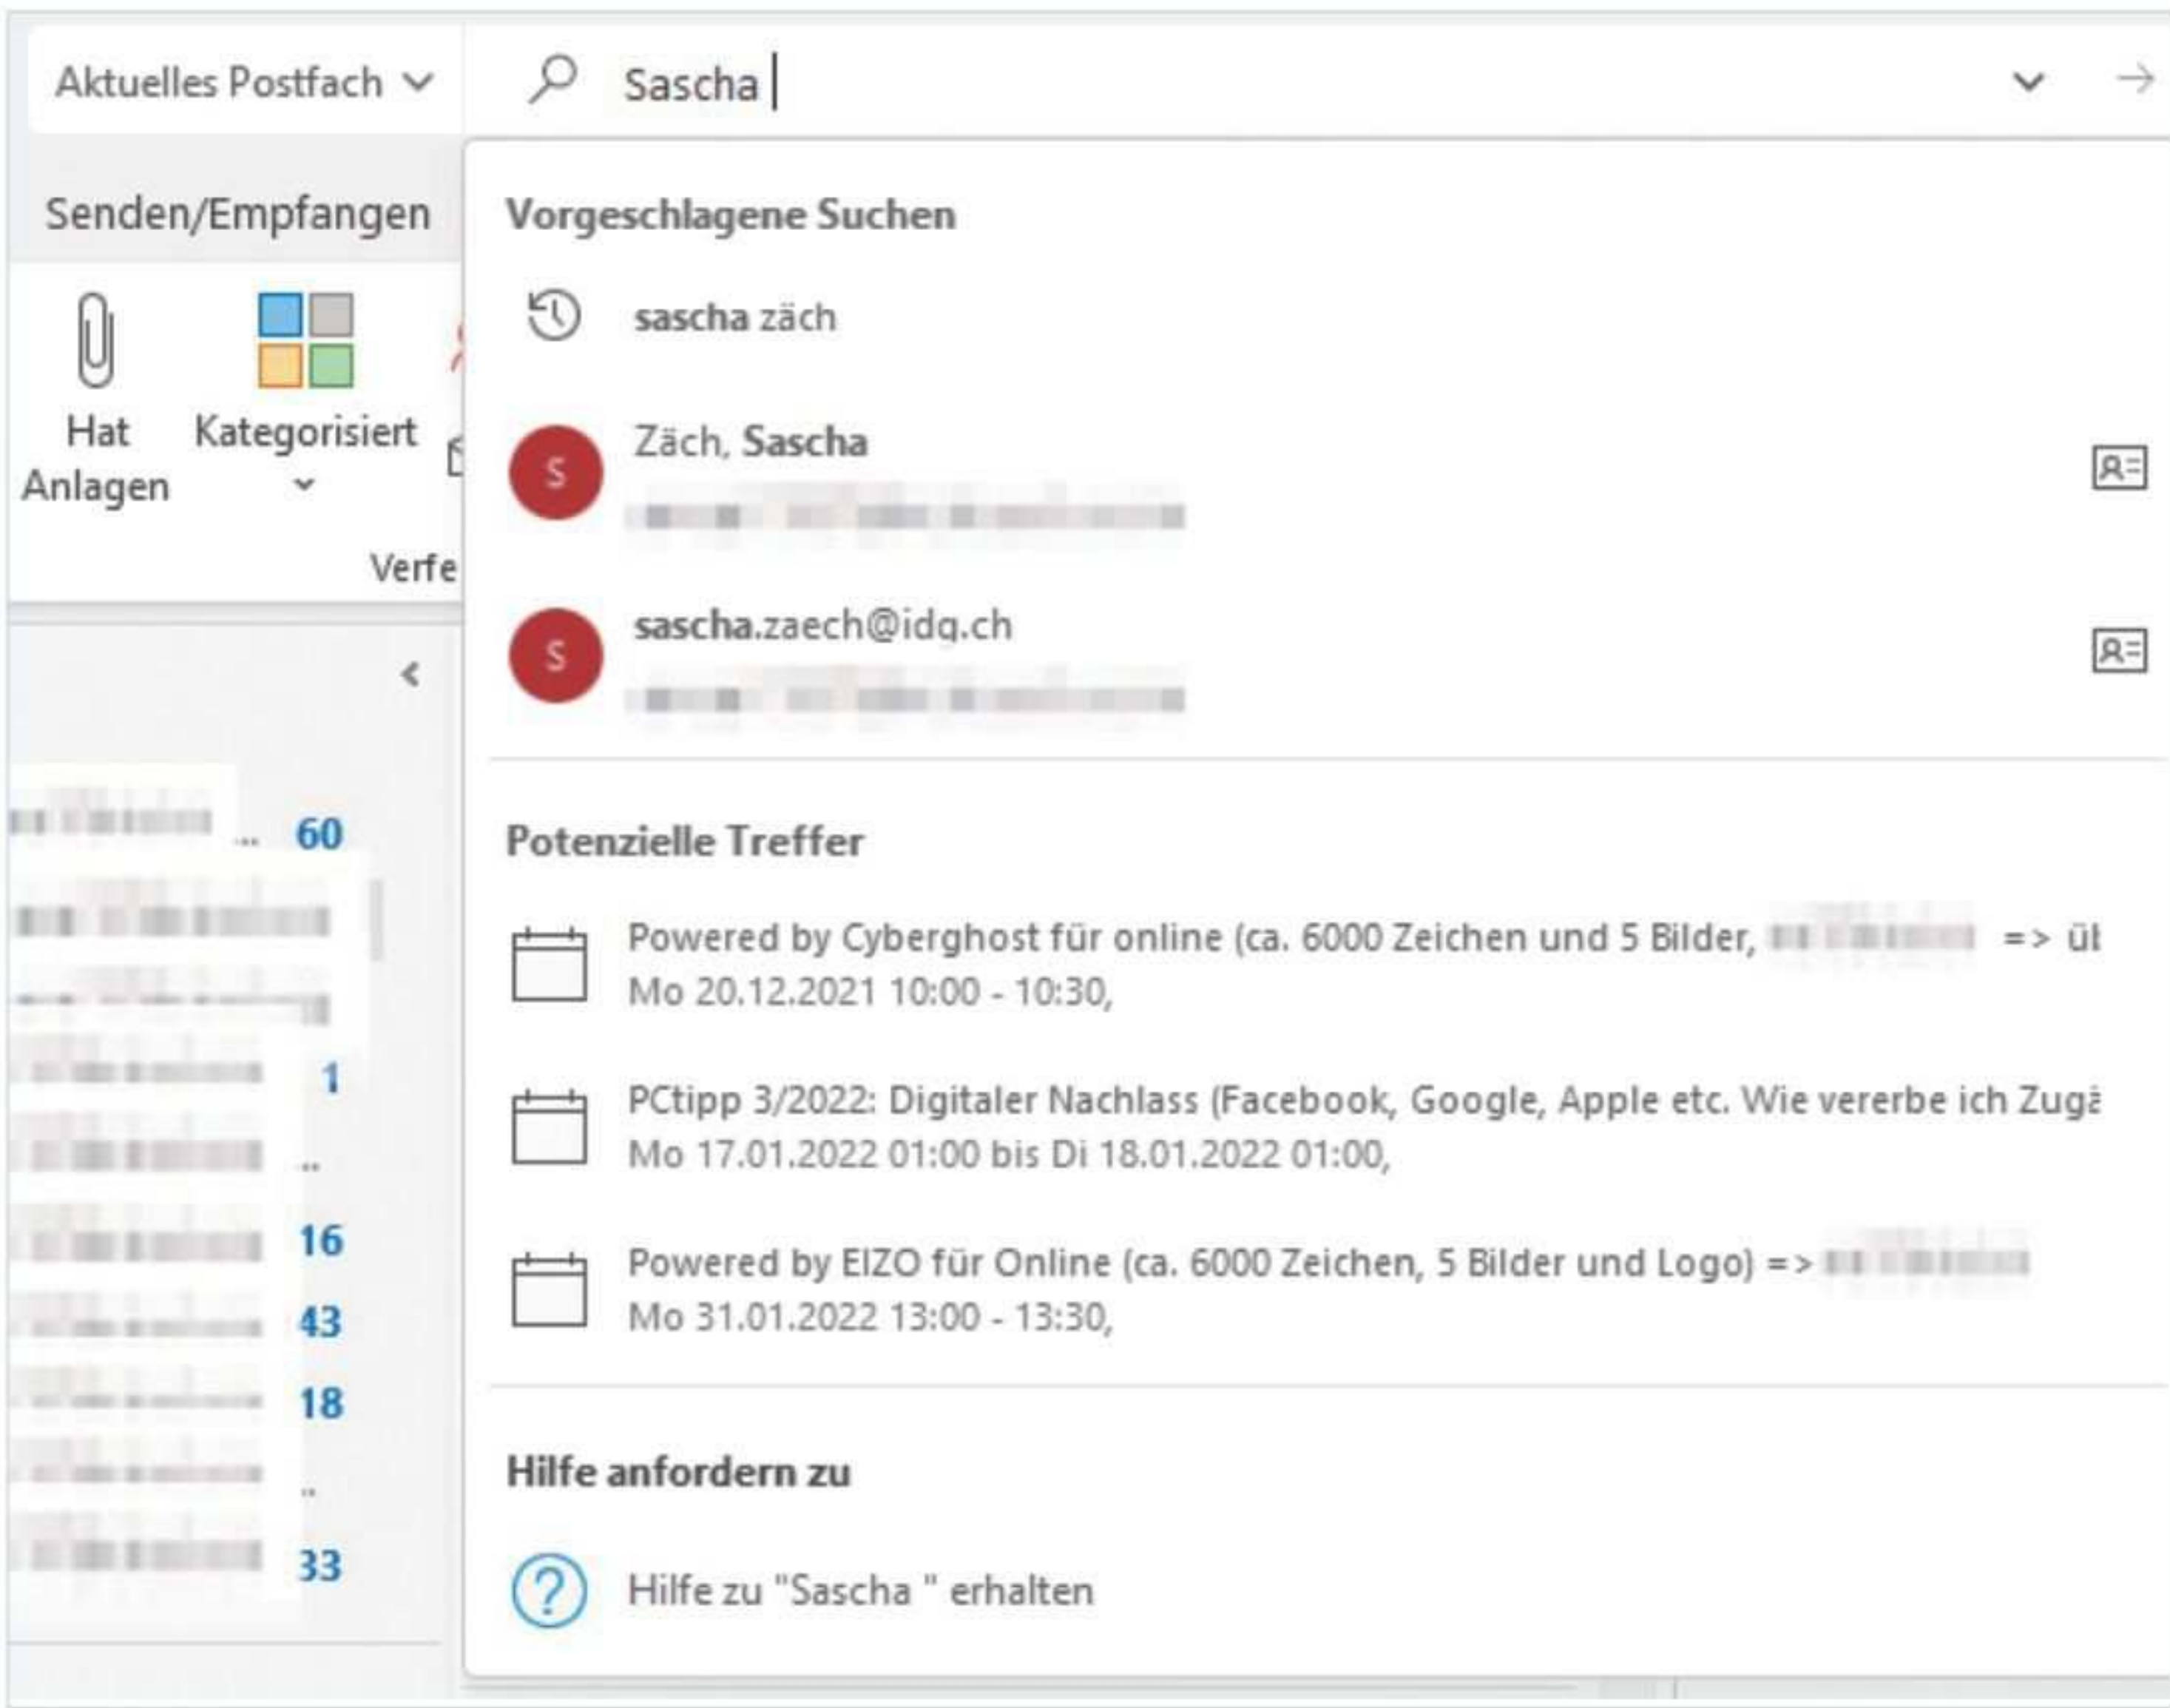 Aktuelles Postfach
Sascha
Senden/Empfangen
Hat
Anlagen
Kategorisiert
Verfe
60
1
16
43
18
33
Vorgeschlagene Suchen
sascha zäch
S
Zäch, Sascha
S
sascha.zaech@idg.ch
Potenzielle Treffer
Powered by Cyberghost für online (ca. 6000 Zeichen und 5 Bilder, => ül
Mo 20.12.2021 10:00 - 10:30,
PCtipp 3/2022: Digitaler Nachlass (Facebook, Google, Apple etc. Wie vererbe ich Zugä
Mo 17.01.2022 01:00 bis Di 18.01.2022 01:00,
Powered by EIZO für Online (ca. 6000 Zeichen, 5 Bilder und Logo) =>
Mo 31.01.2022 13:00 - 13:30,
Hilfe anfordern zu
Hilfe zu "Sascha " erhalten